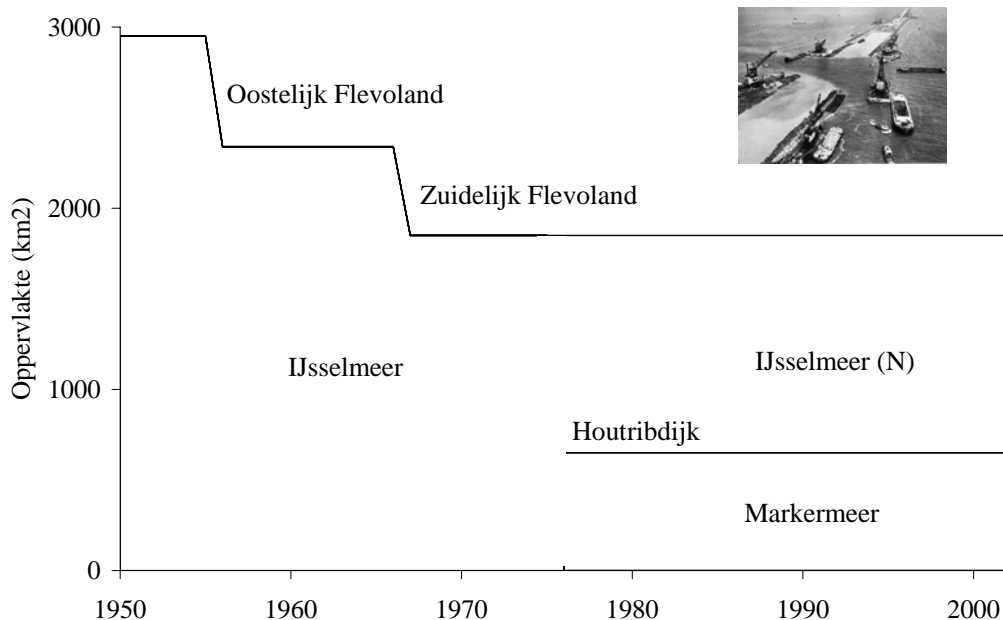 3000
Oostelijk Flevoland
2000
Zuidelijk Flevoland
Oppervlakte (km2)
IJsselmeer
IJsselmeer (N)
1000
Houtribdijk
Markermeer
0
1950 1960 1970 1980 1990 2000